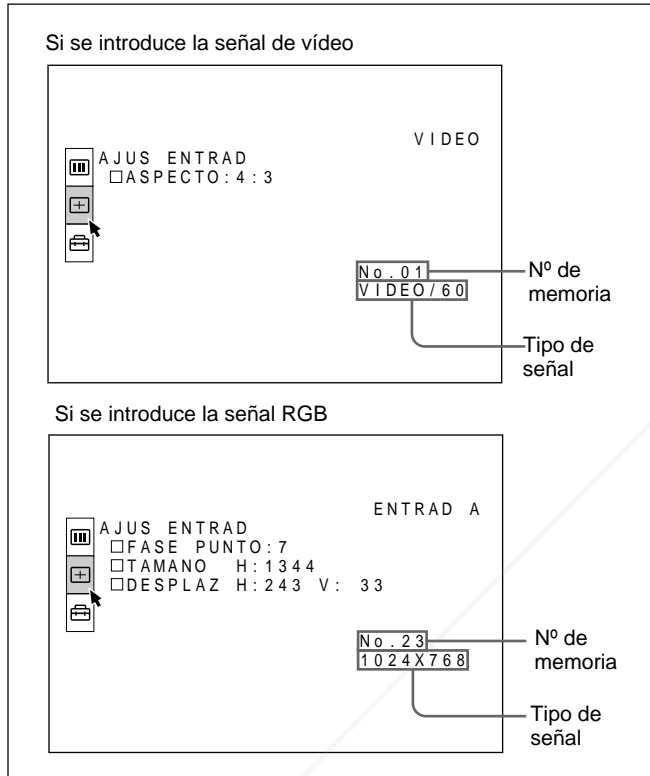 Si se introduce la señal de vídeo
VIDEO
AJUS ENTRAD
□ASPECTO:4:3
No.01
VIDEO/60
Nº de
memoria
Tipo de
señal
Si se introduce la señal RGB
ENTRAD A
AJUS ENTRAD
□FASE PUNTO:7
□TAMANO H:1344
□DESPLAZ H:243 V: 33
No.23
1024X768
Nº de
memoria
Tipo de
señal